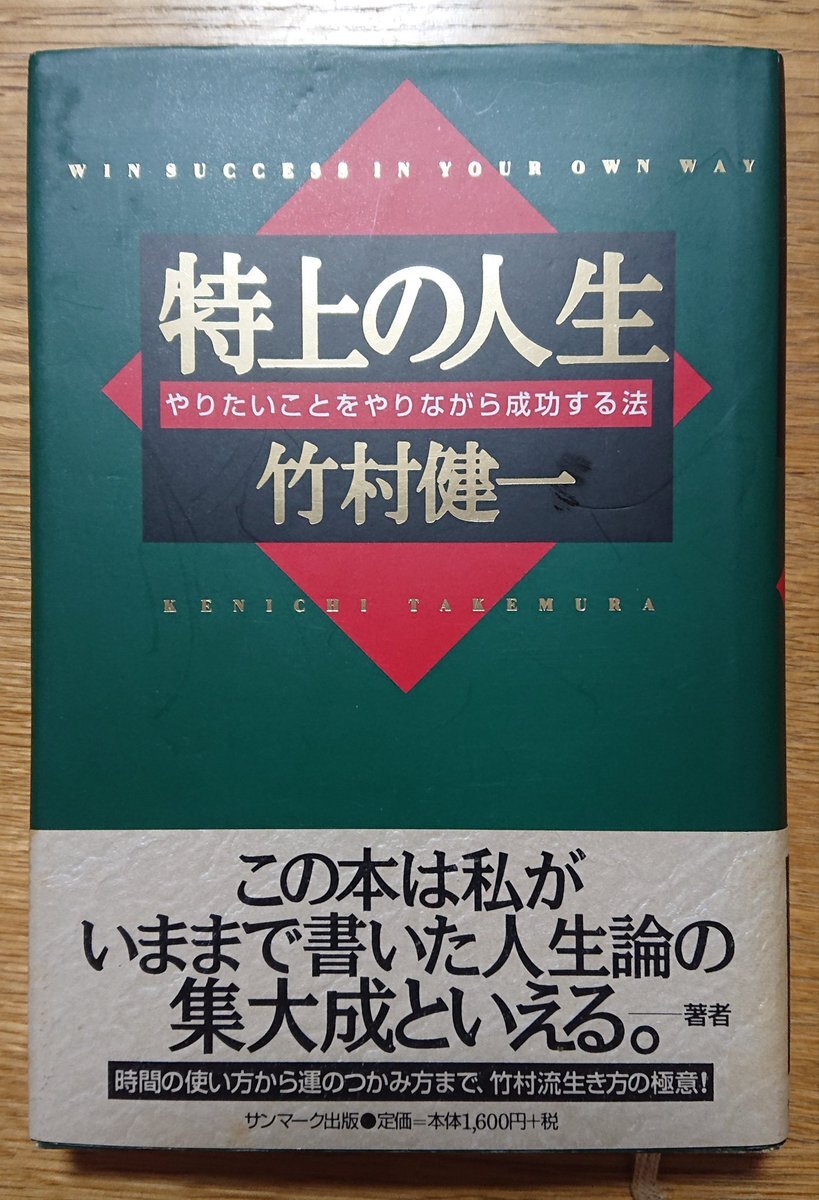 WIN SUCCESS IN YOUR OWN WAY
特上の人生
やりたいことをやりながら成功する法
竹村健一
KENICHI TAKEMURA
この本は私が
いままで書いた人生論の
集大成といえる。──著者
時間の使い方から運のつかみ方まで、竹村流生き方の極意!
サンマーク出版●定価=本体1,600円+税